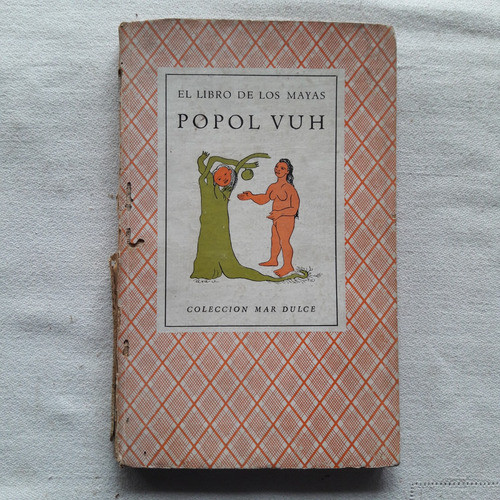 EL LIBRO DE LOS MAYAS
POPOL VUH
COLECCION MAR DULCE